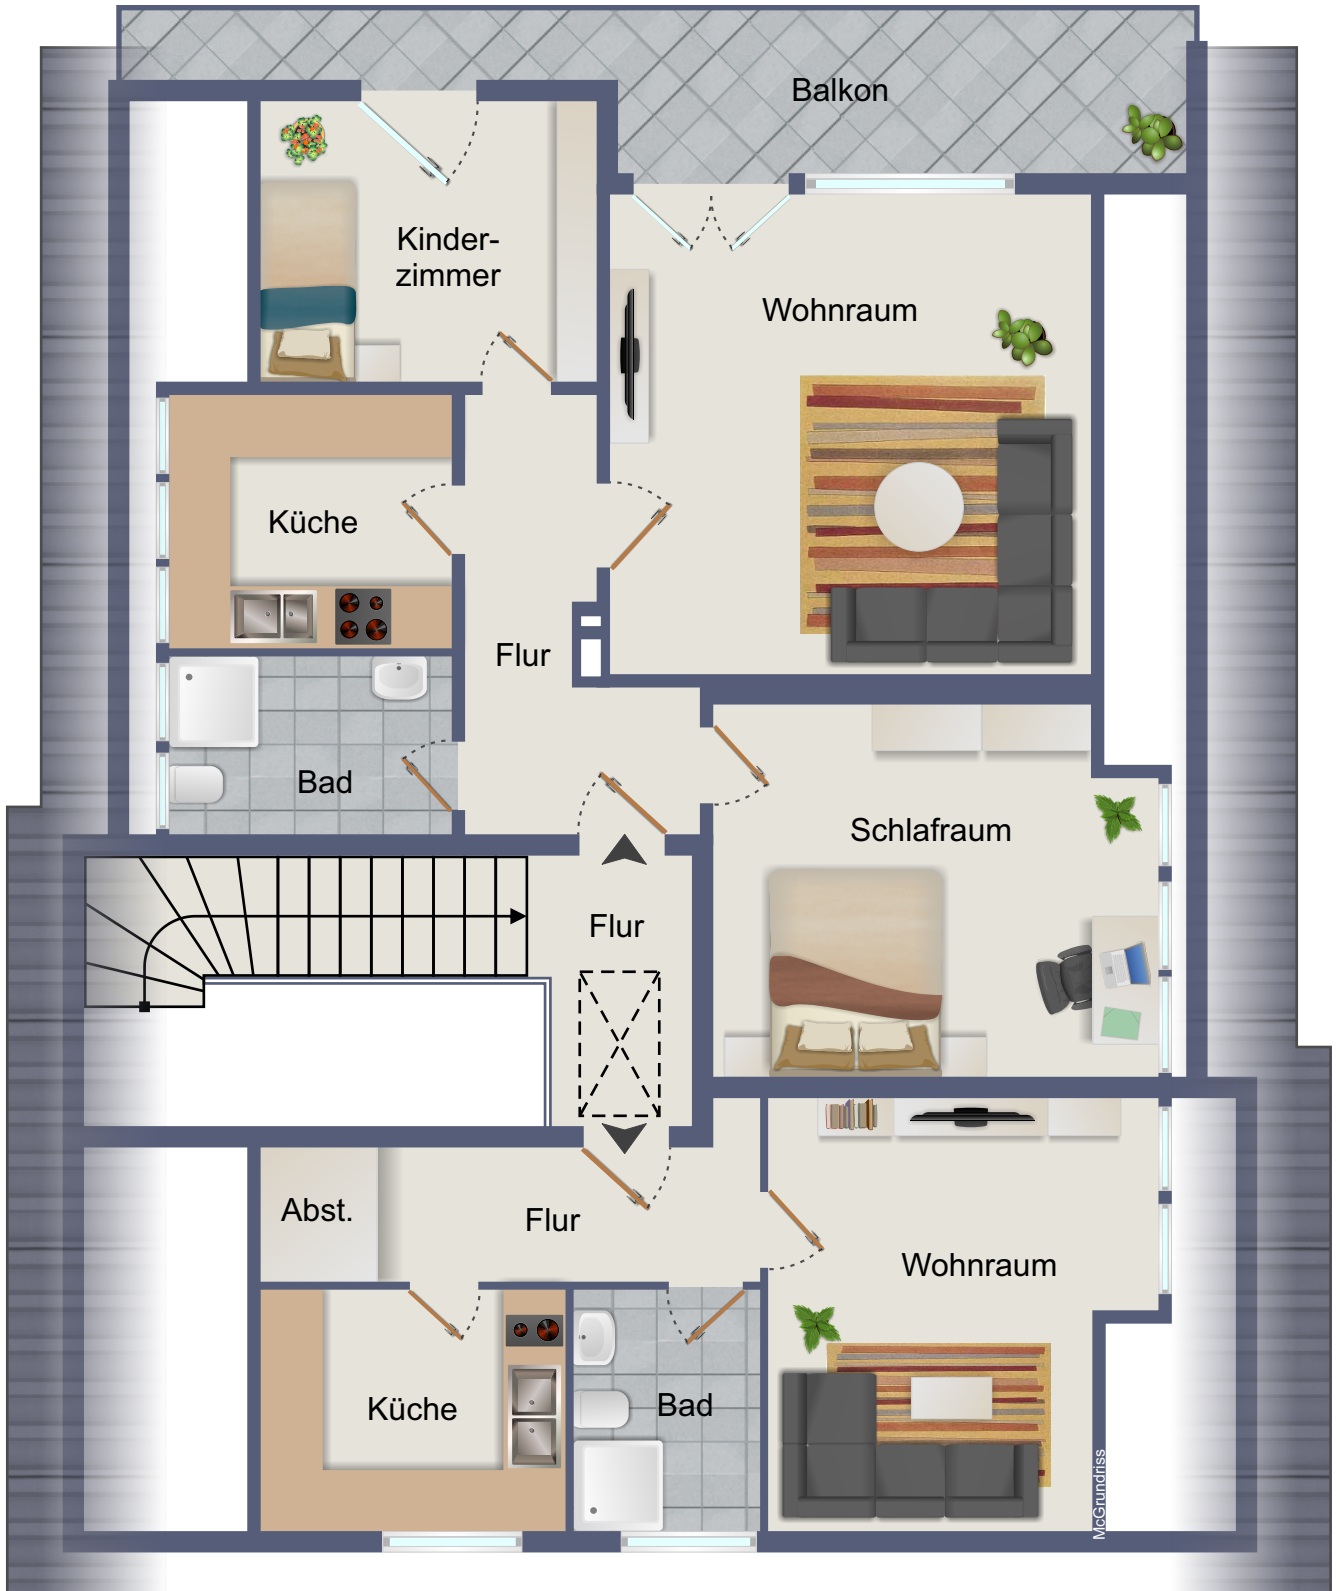 Balkon
Kinder-
zimmer
Wohnraum
Küche
Flur
Bad
Schlafraum
Flur
Abst.
Flur
Wohnraum
Küche
Bad
McGrundriss